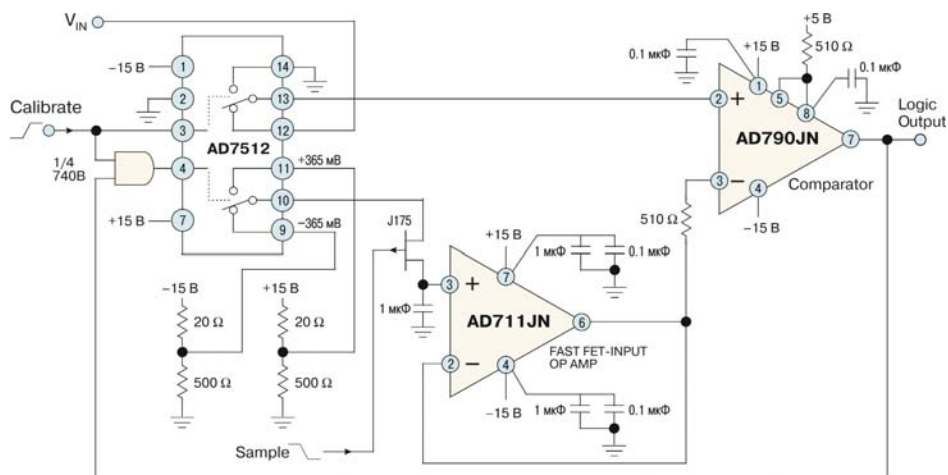 V_IN
Calibrate
1/4
740B
−15 В
+15 В
1
2
3
4
7
14
13
12
11
10
9
AD7512
+365 мВ
−365 мВ
−15 В
20 Ω
500 Ω
+15 В
20 Ω
500 Ω
Sample
J175
1 мкФ
3
+
2
−
AD711JN
6
7
4
+15 В
−15 В
1 мкФ
0.1 мкФ
1 мкФ
0.1 мкФ
FAST FET-INPUT
OP AMP
510 Ω
0.1 мкФ
+15 В
+5 В
510 Ω
0.1 мкФ
1
5
8
2
+
3
−
AD790JN
7
4
−15 В
Comparator
Logic
Output